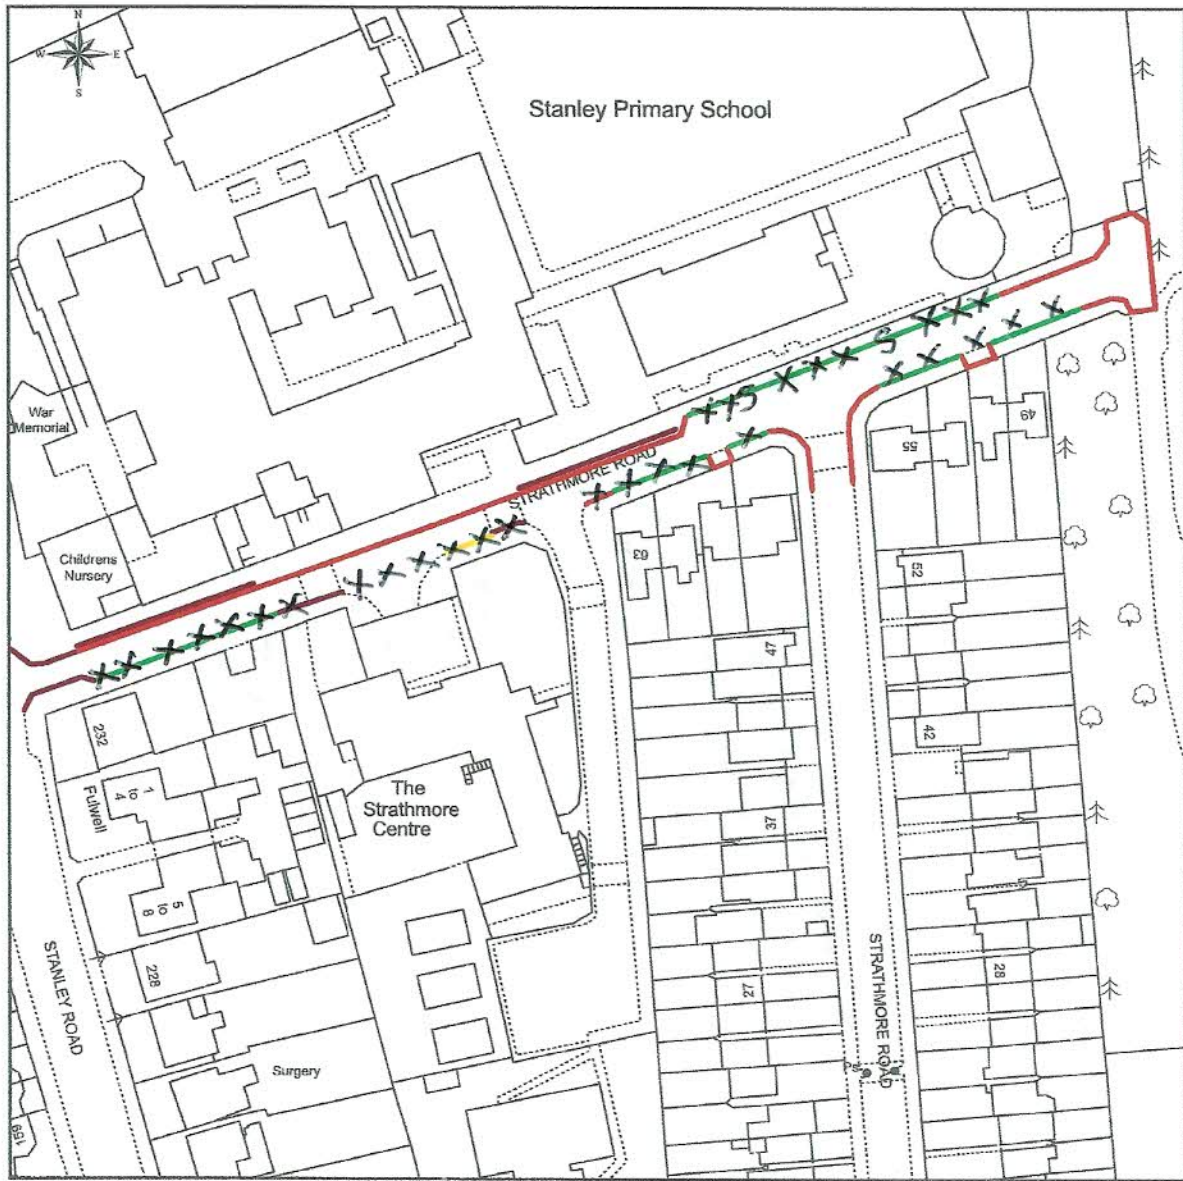 N
W E
S
Stanley Primary School
War
Memorial
STRATHMORE ROAD
Childrens
Nursery
49
55
63
52
47
42
37
232
1
to
4
Fulwell
The
Strathmore
Centre
5
to
8
228
STANLEY ROAD
27
28
STRATHMORE ROAD
Surgery
159